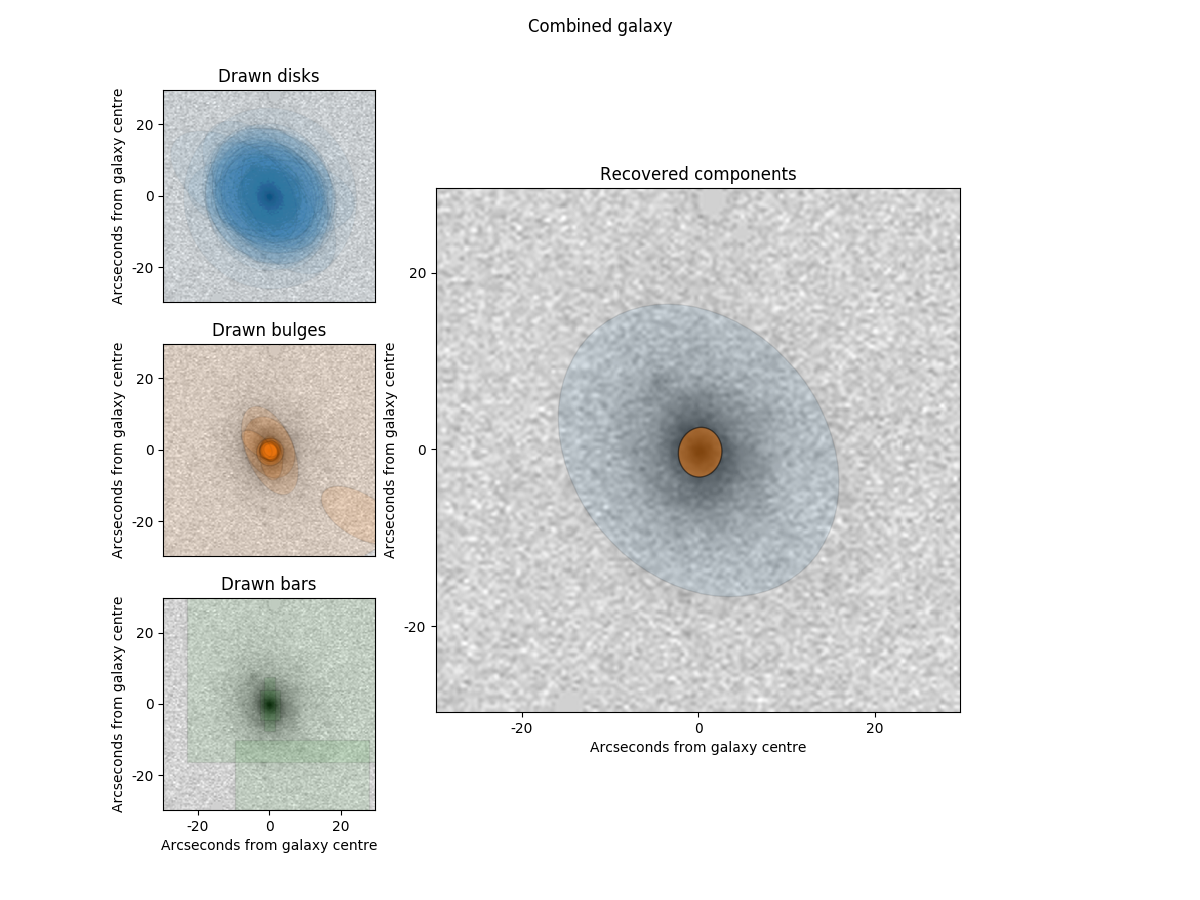 Combined galaxy
Drawn disks
Arcseconds from galaxy centre
20
0
-20
Drawn bulges
Arcseconds from galaxy centre
20
0
-20
Drawn bars
Arcseconds from galaxy centre
20
0
-20
-20 0 20
Arcseconds from galaxy centre
Recovered components
Arcseconds from galaxy centre
20
0
-20
-20 0 20
Arcseconds from galaxy centre